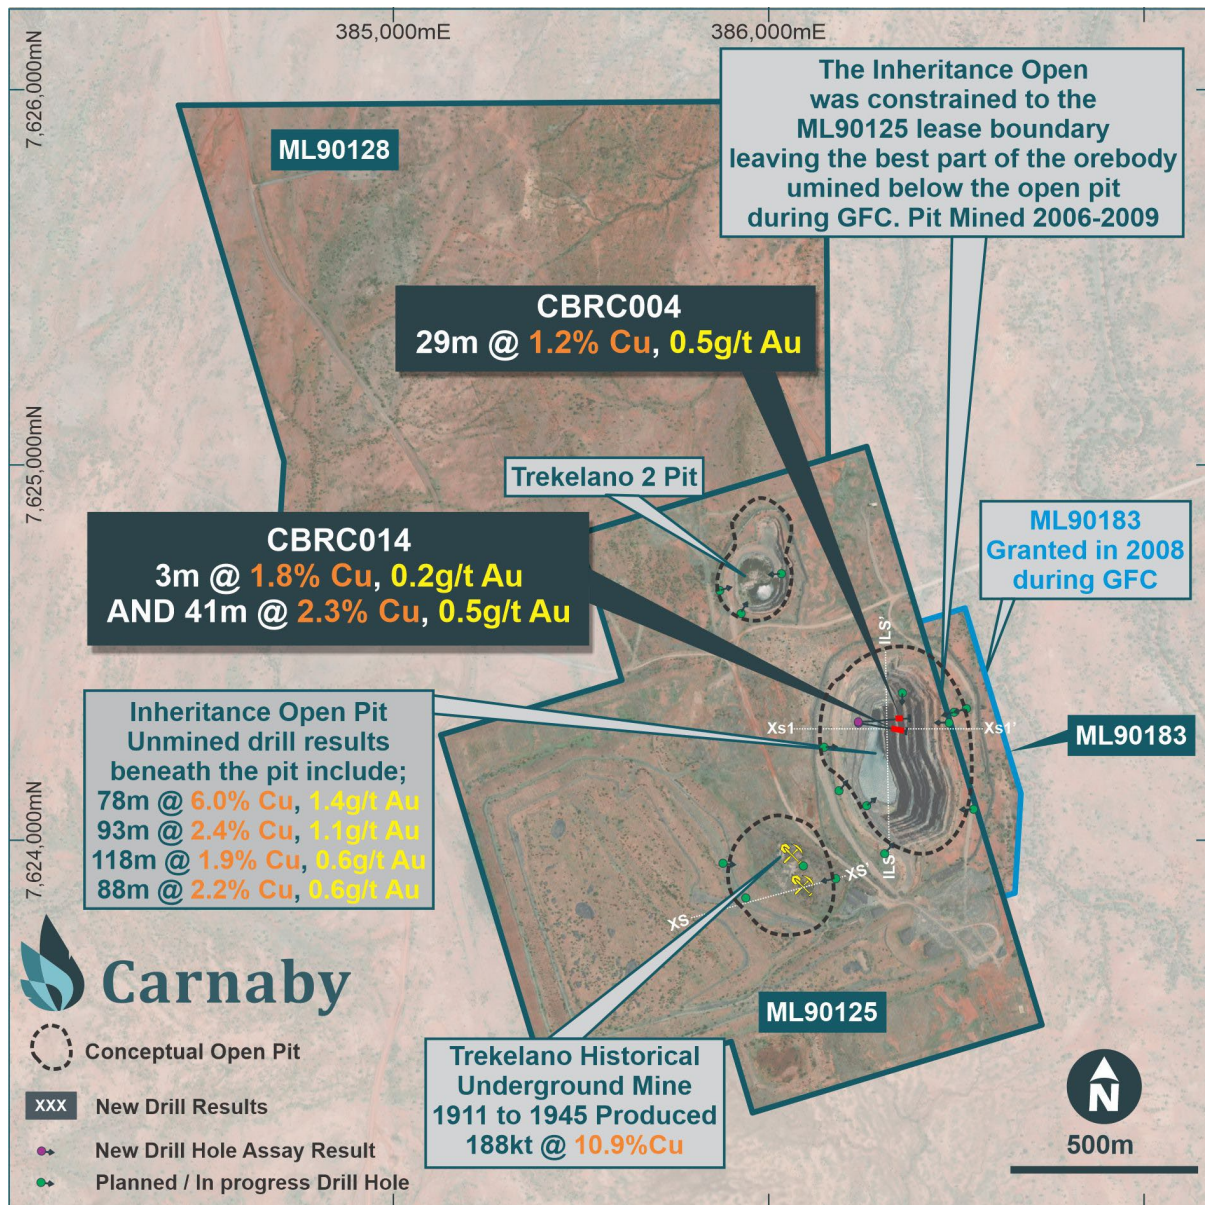 385,000mE
386,000mE
7,626,000mN
7,625,000mN
7,624,000mN
The Inheritance Open
was constrained to the
ML90125 lease boundary
leaving the best part of the orebody
umined below the open pit
during GFC. Pit Mined 2006-2009
ML90128
CBRC004
29m @ 1.2% Cu, 0.5g/t Au
Trekelano 2 Pit
ML90183
Granted in 2008
during GFC
CBRC014
3m @ 1.8% Cu, 0.2g/t Au
AND 41m @ 2.3% Cu, 0.5g/t Au
ILS'
Xs1
Xs1'
ML90183
Inheritance Open Pit
Unmined drill results
beneath the pit include;
78m @ 6.0% Cu, 1.4g/t Au
93m @ 2.4% Cu, 1.1g/t Au
118m @ 1.9% Cu, 0.6g/t Au
88m @ 2.2% Cu, 0.6g/t Au
ILS
XS'
XS
Carnaby
ML90125
Conceptual Open Pit
XXX
New Drill Results
New Drill Hole Assay Result
Planned / In progress Drill Hole
Trekelano Historical
Underground Mine
1911 to 1945 Produced
188kt @ 10.9%Cu
N
500m